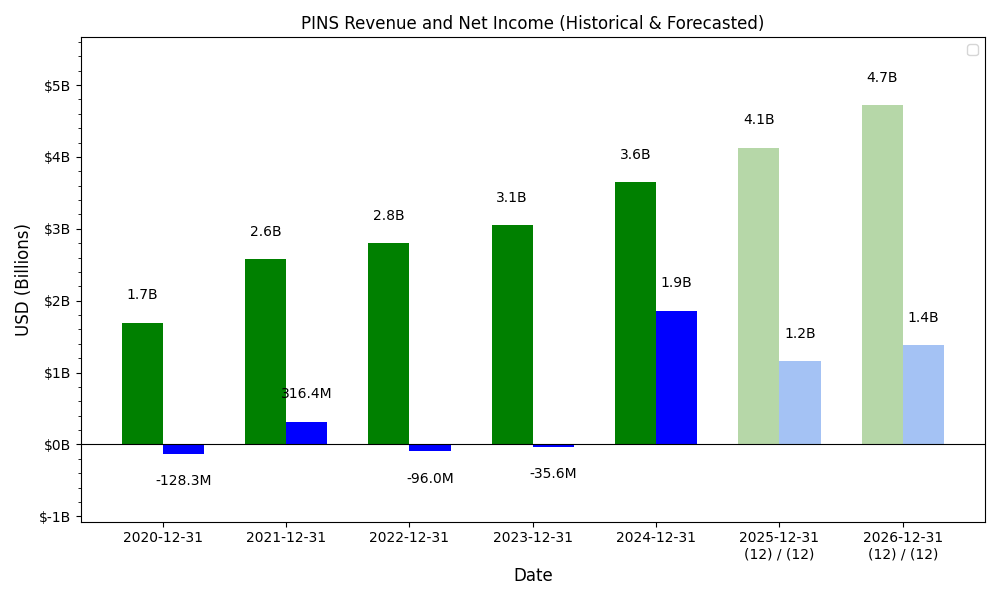 PINS Revenue and Net Income (Historical & Forecasted)
USD (Billions)
$5B
$4B
$3B
$2B
$1B
$0B
$-1B
1.7B
-128.3M
2.6B
316.4M
2.8B
-96.0M
3.1B
-35.6M
3.6B
1.9B
4.1B
1.2B
4.7B
1.4B
2020-12-31
2021-12-31
2022-12-31
2023-12-31
2024-12-31
2025-12-31
(12) / (12)
2026-12-31
(12) / (12)
Date